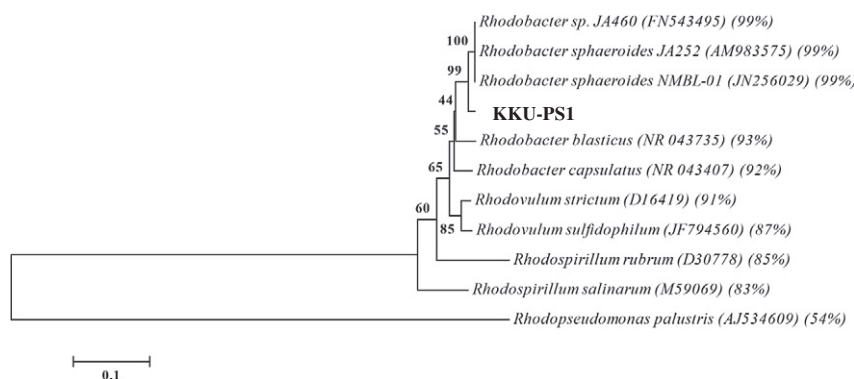 Rhodobacter sp. JA460 (FN543495) (99%)
100
Rhodobacter sphaeroides JA252 (AM983575) (99%)
99
Rhodobacter sphaeroides NMBL-01 (JN256029) (99%)
44
KKU-PS1
55
Rhodobacter blasticus (NR 043735) (93%)
65
Rhodobacter capsulatus (NR 043407) (92%)
Rhodovulum strictum (D16419) (91%)
60
85
Rhodovulum sulfidophilum (JF794560) (87%)
Rhodospirillum rubrum (D30778) (85%)
Rhodospirillum salinarum (M59069) (83%)
Rhodopseudomonas palustris (AJ534609) (54%)
0.1